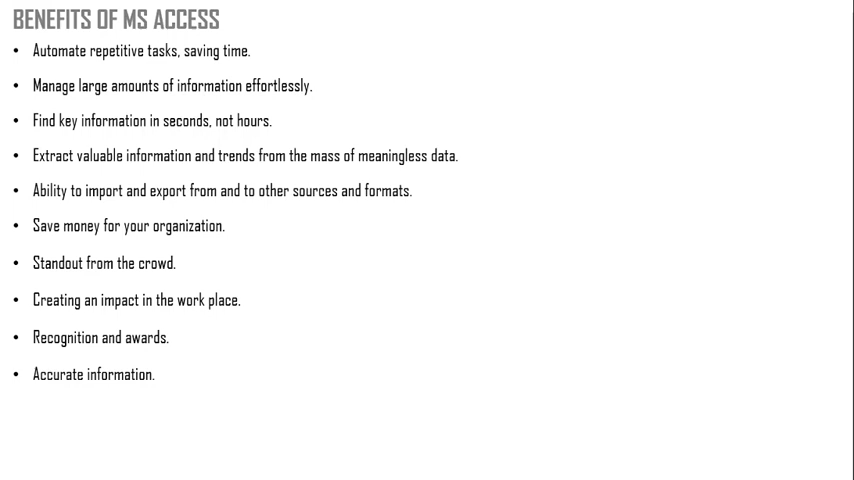 BENEFITS OF MS ACCESS
• Automate repetitive tasks, saving time.
• Manage large amounts of information effortlessly.
• Find key information in seconds, not hours.
• Extract valuable information and trends from the mass of meaningless data.
• Ability to import and export from and to other sources and formats.
• Save money for your organization.
• Standout from the crowd.
• Creating an impact in the work place.
• Recognition and awards.
• Accurate information.